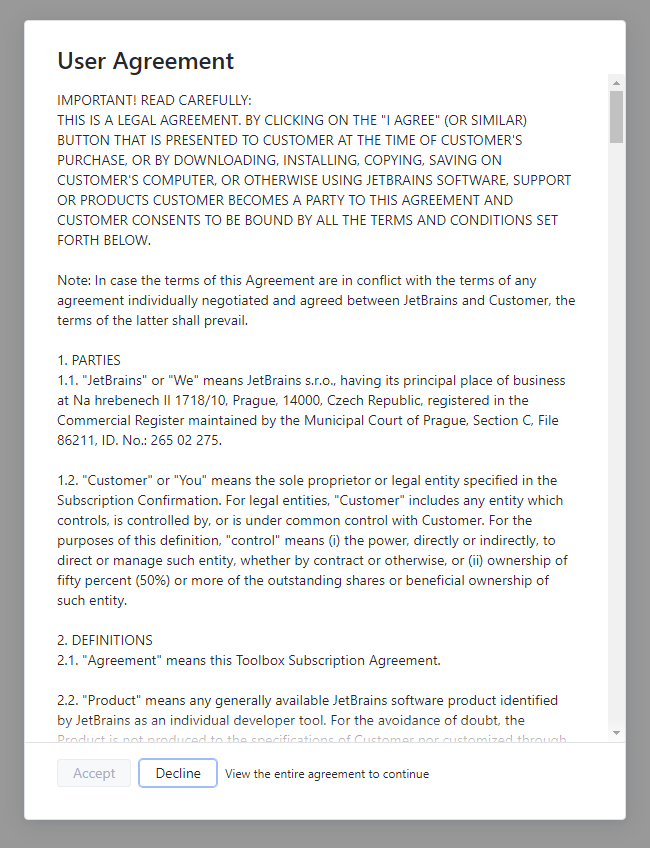 User Agreement
IMPORTANT! READ CAREFULLY:
THIS IS A LEGAL AGREEMENT. BY CLICKING ON THE "I AGREE" (OR SIMILAR)
BUTTON THAT IS PRESENTED TO CUSTOMER AT THE TIME OF CUSTOMER'S
PURCHASE, OR BY DOWNLOADING, INSTALLING, COPYING, SAVING ON
CUSTOMER'S COMPUTER, OR OTHERWISE USING JETBRAINS SOFTWARE, SUPPORT
OR PRODUCTS CUSTOMER BECOMES A PARTY TO THIS AGREEMENT AND
CUSTOMER CONSENTS TO BE BOUND BY ALL THE TERMS AND CONDITIONS SET
FORTH BELOW.
Note: In case the terms of this Agreement are in conflict with the terms of any
agreement individually negotiated and agreed between JetBrains and Customer, the
terms of the latter shall prevail.
1. PARTIES
1.1. "JetBrains" or "We" means JetBrains s.r.o., having its principal place of business
at Na hrebenech II 1718/10, Prague, 14000, Czech Republic, registered in the
Commercial Register maintained by the Municipal Court of Prague, Section C, File
86211, ID. No.: 265 02 275.
1.2. "Customer" or "You" means the sole proprietor or legal entity specified in the
Subscription Confirmation. For legal entities, "Customer" includes any entity which
controls, is controlled by, or is under common control with Customer. For the
purposes of this definition, "control" means (i) the power, directly or indirectly, to
direct or manage such entity, whether by contract or otherwise, or (ii) ownership of
fifty percent (50%) or more of the outstanding shares or beneficial ownership of
such entity.
2. DEFINITIONS
2.1. "Agreement" means this Toolbox Subscription Agreement.
2.2. "Product" means any generally available JetBrains software product identified
by JetBrains as an individual developer tool. For the avoidance of doubt, the
Product is not produced to the specifications of Customer nor customized through
Accept
Decline
View the entire agreement to continue